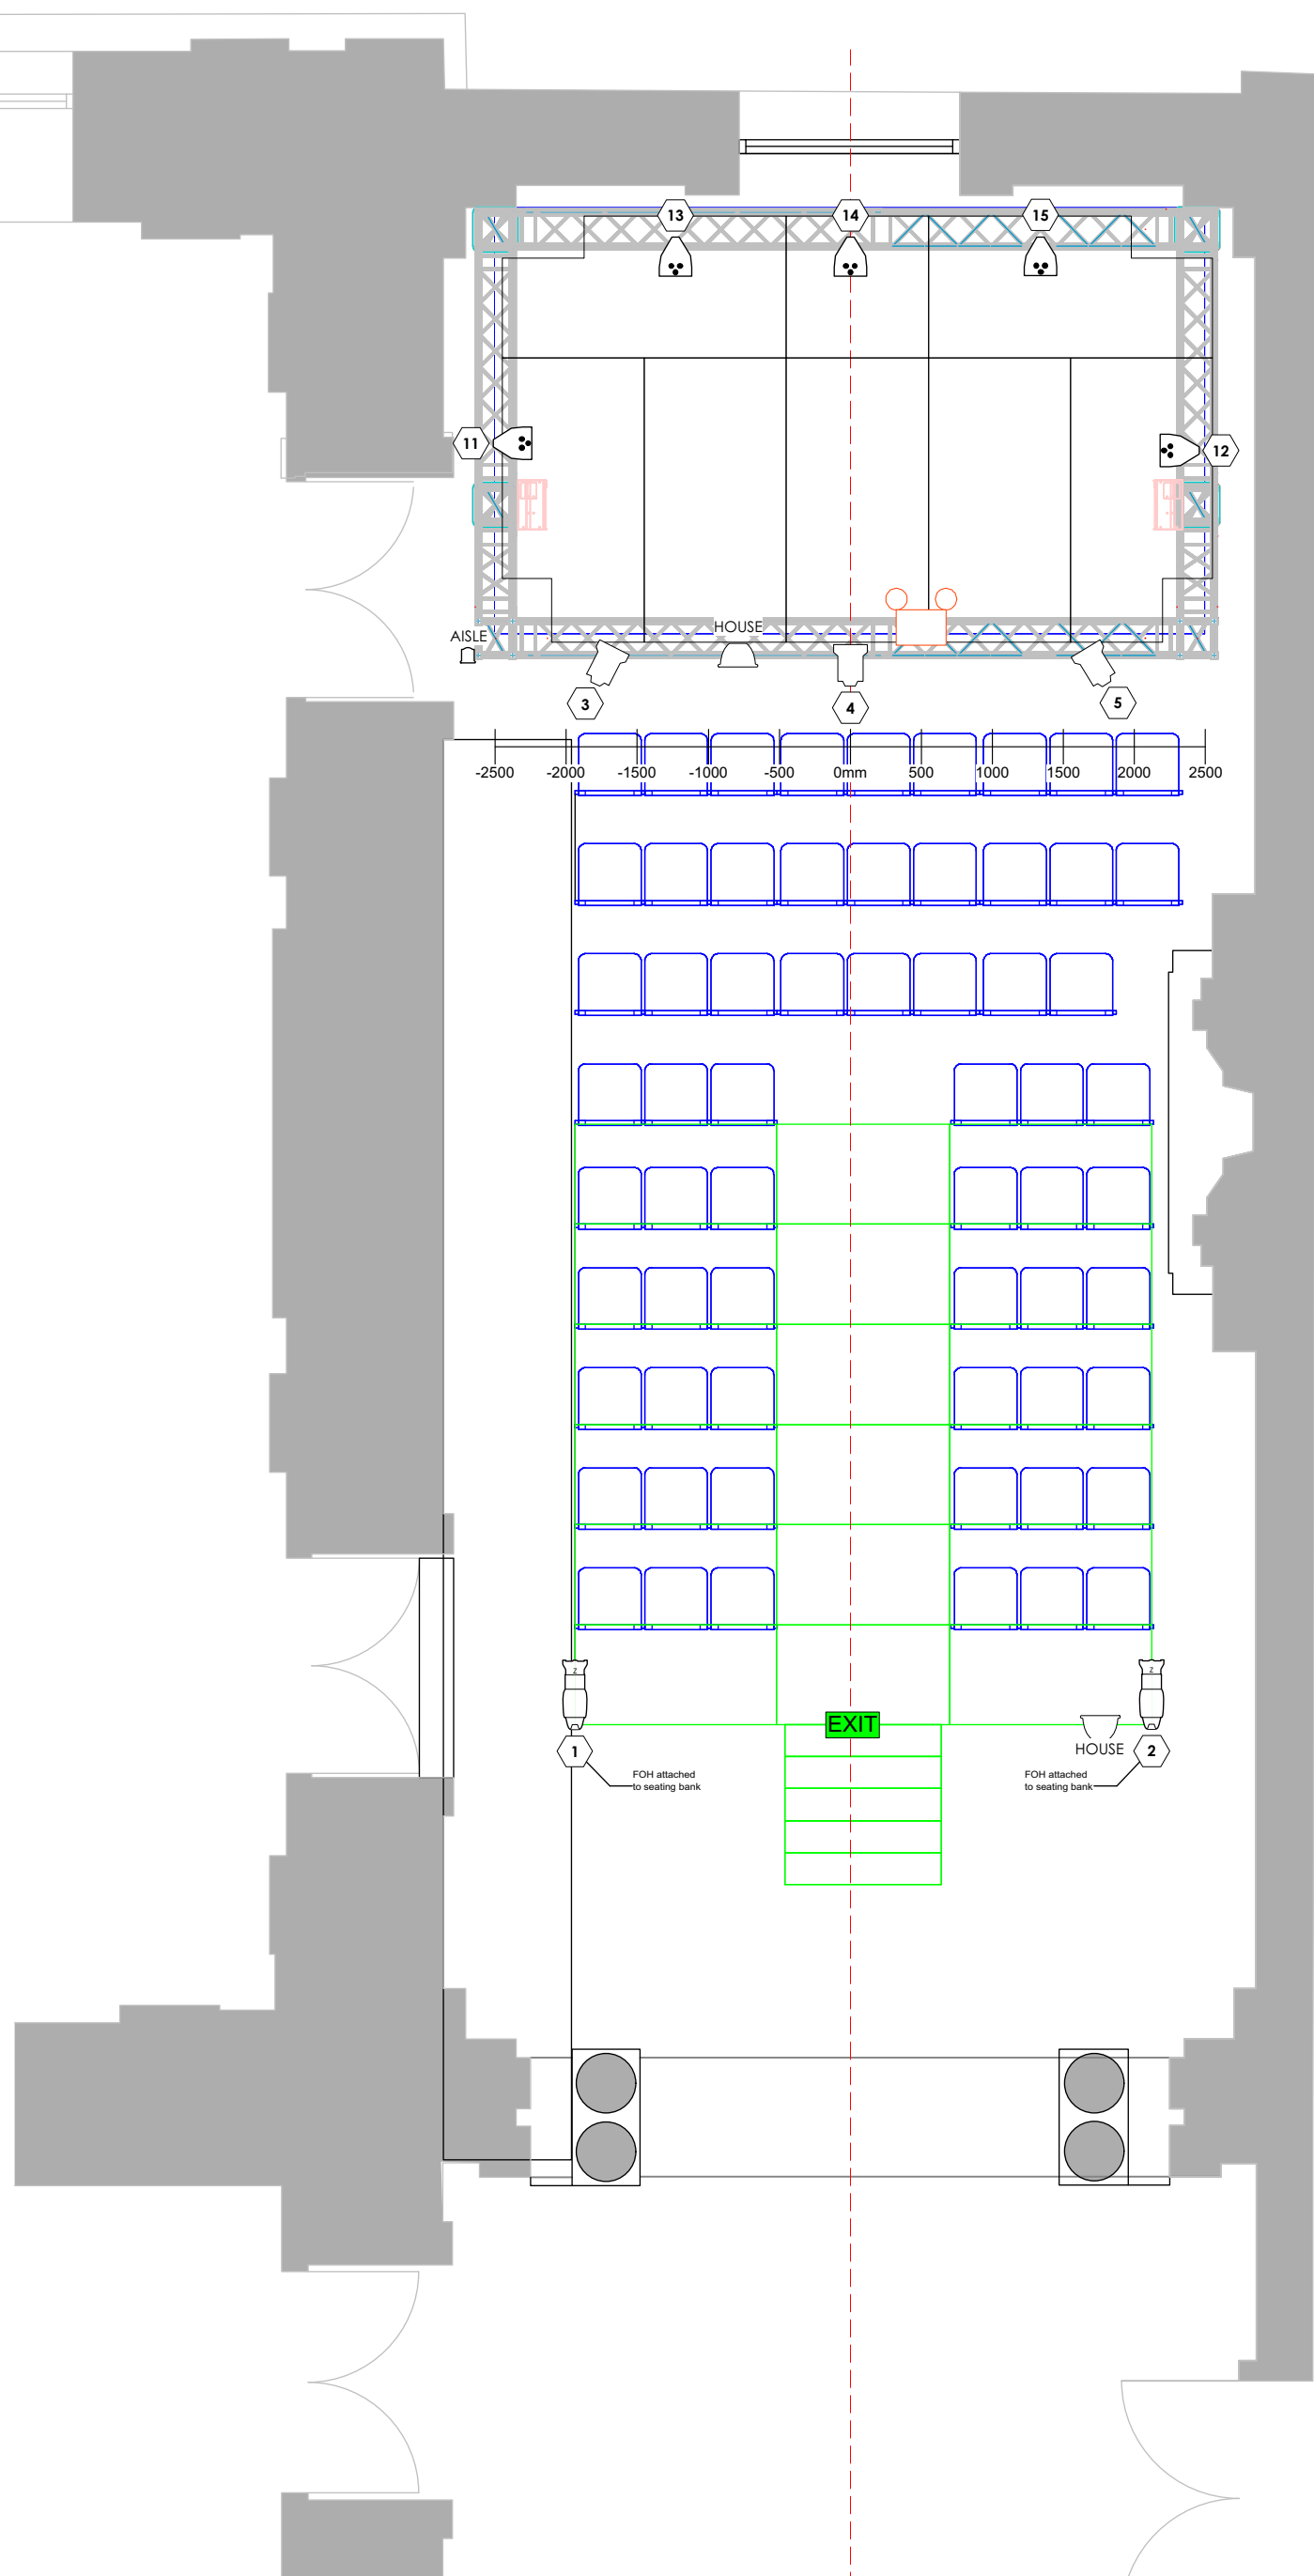 13
14
15
11
12
HOUSE
AISLE
3
4
5
-2500 -2000 -1500 -1000 -500 0mm 500 1000 1500 2000 2500
Z
Z
EXIT
HOUSE
1
2
FOH attached
to seating bank
FOH attached
to seating bank